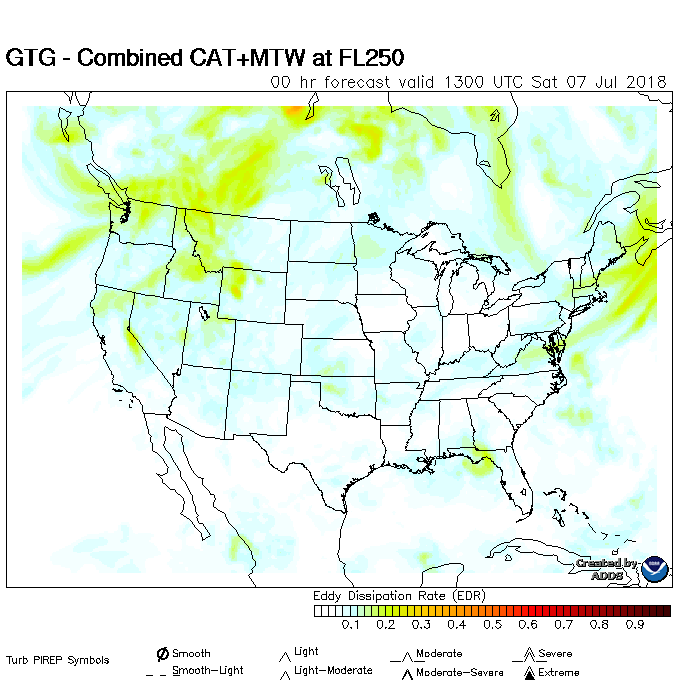 GTG - Combined CAT+MTW at FL250
00 hr forecast valid 1300 UTC Sat 07 Jul 2018
Created by
ADDS
Eddy Dissipation Rate (EDR)
0.1 0.2 0.3 0.4 0.5 0.6 0.7 0.8 0.9
Turb PIREP Symbols
Smooth Light Moderate Severe
Smooth-Light Light-Moderate Moderate-Severe Extreme